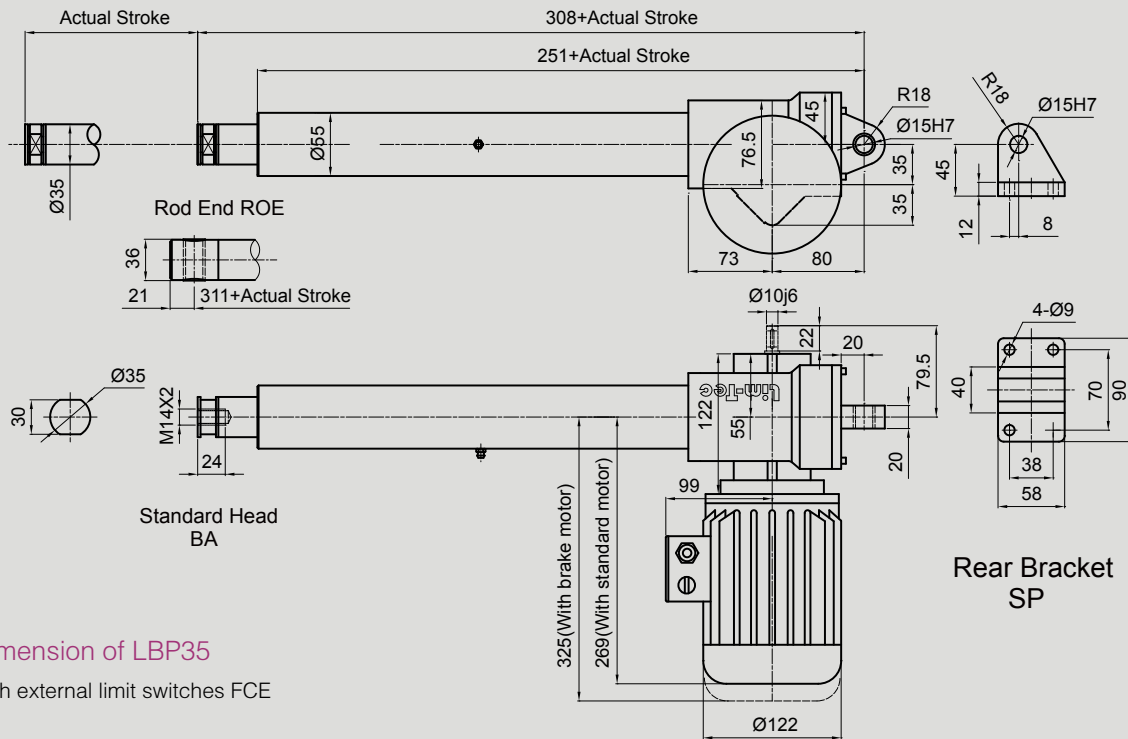 Actual Stroke
308+Actual Stroke
251+Actual Stroke
R18
Ø15H7
45
76.5
Ø55
Ø35
35
35
73
80
R18
Ø15H7
45
12
8
Rod End ROE
36
21
311+Actual Stroke
Ø10j6
22
20
79.5
4-Ø9
40
70
90
38
58
Ø35
30
M14X2
24
Lim-Tec
122
55
20
99
325(With brake motor)
269(With standard motor)
Ø122
Standard Head
BA
Rear Bracket
SP
mension of LBP35
h external limit switches FCE